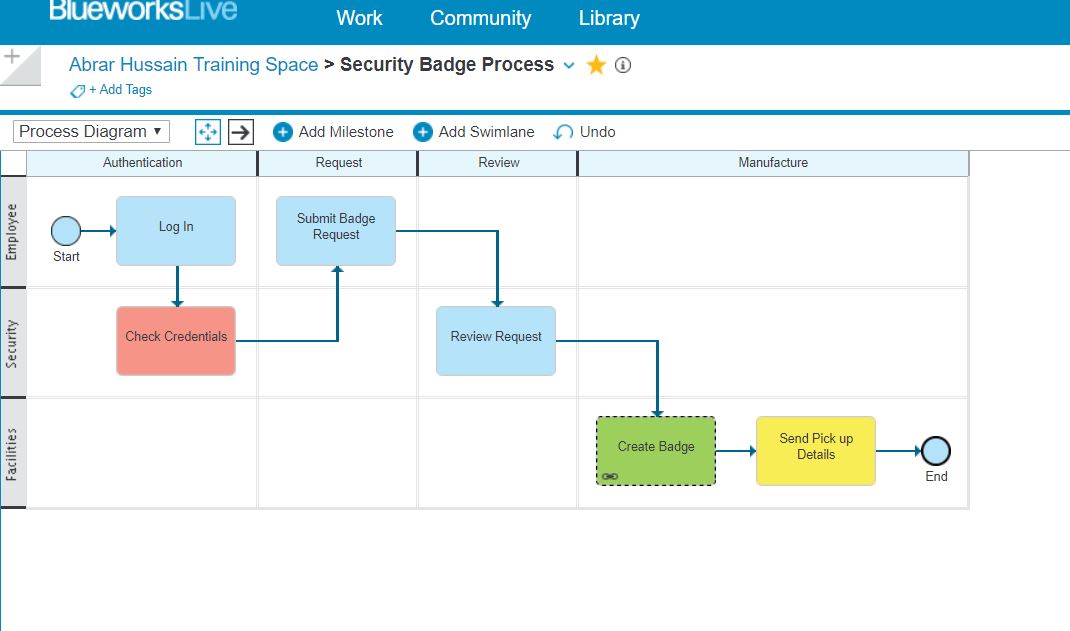 BlueworksLive
Work Community Library
Abrar Hussain Training Space > Security Badge Process
+ Add Tags
Process Diagram Add Milestone Add Swimlane Undo
Authentication Request Review Manufacture
Employee
Start
Log In
Submit Badge
Request
Security
Check Credentials
Review Request
Facilities
Create Badge
Send Pick up
Details
End